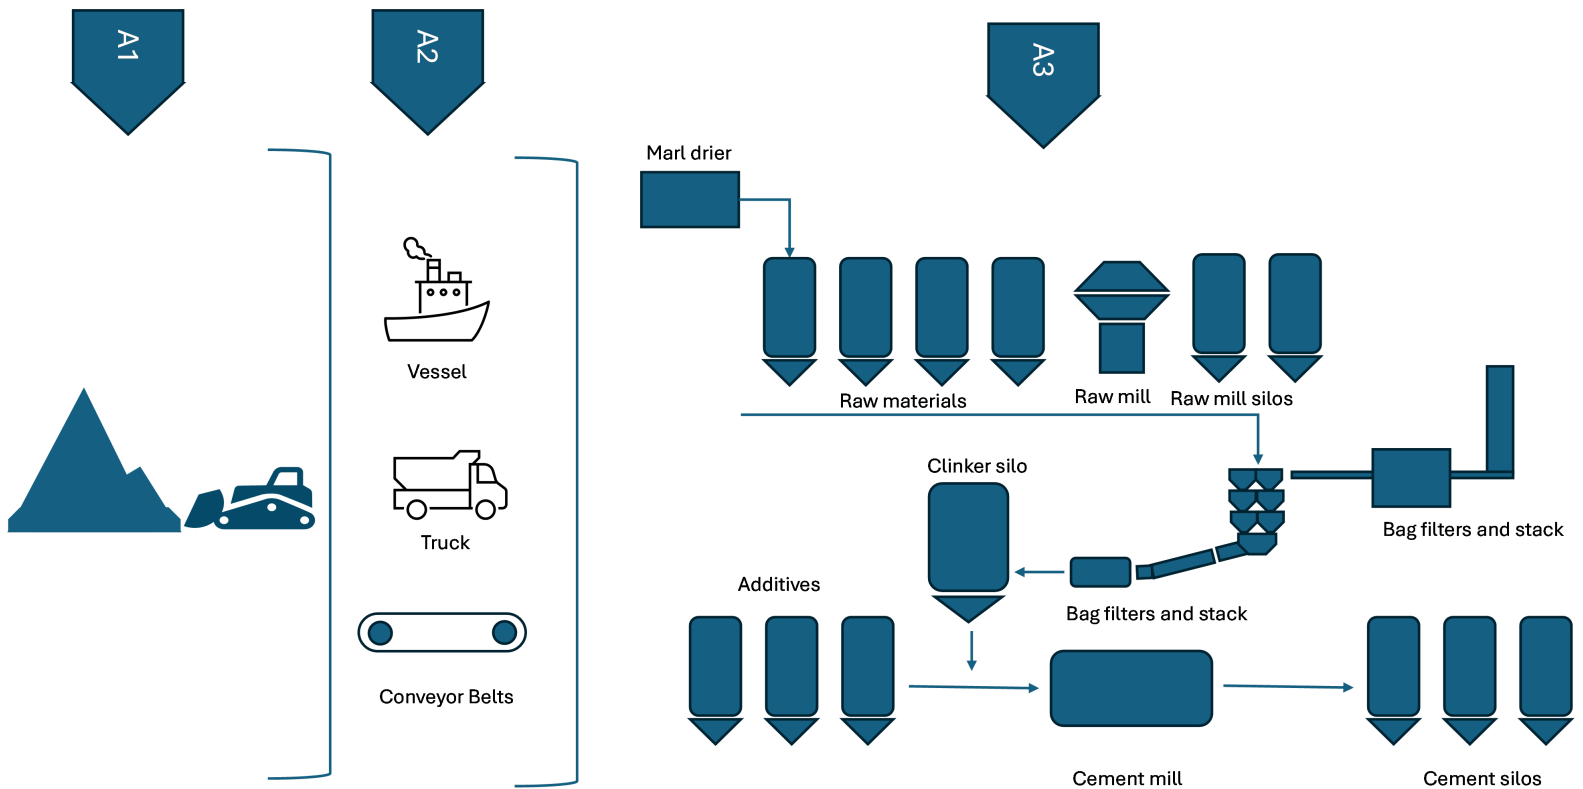 A1
A2
A3
Marl drier
Vessel
Raw materials
Raw mill
Raw mill silos
Clinker silo
Bag filters and stack
Truck
Additives
Bag filters and stack
Conveyor Belts
Cement mill
Cement silos